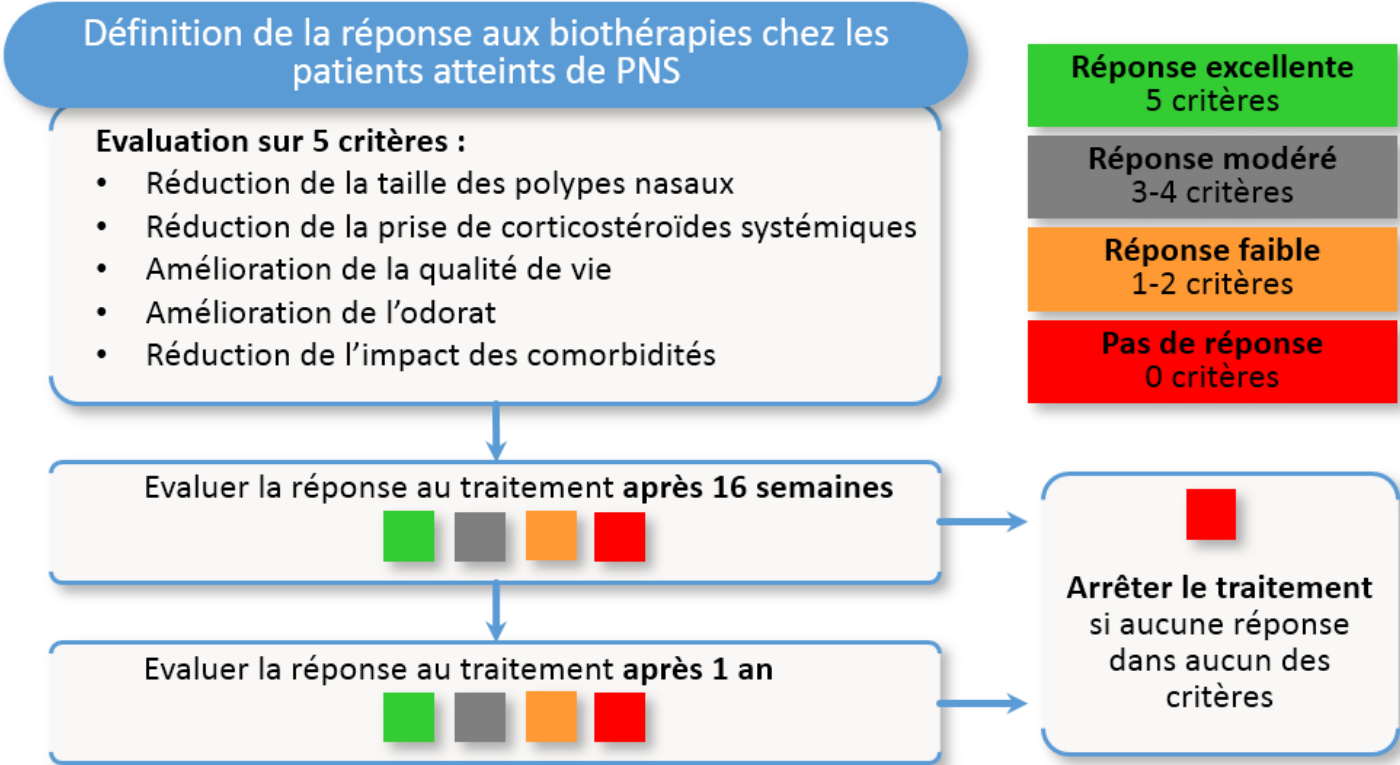 Définition de la réponse aux biothérapies chez les
patients atteints de PNS
Evaluation sur 5 critères :
• Réduction de la taille des polypes nasaux
• Réduction de la prise de corticostéroïdes systémiques
• Amélioration de la qualité de vie
• Amélioration de l’odorat
• Réduction de l’impact des comorbidités
Réponse excellente
5 critères
Réponse modéré
3-4 critères
Réponse faible
1-2 critères
Pas de réponse
0 critères
Evaluer la réponse au traitement après 16 semaines
Evaluer la réponse au traitement après 1 an
Arrêter le traitement
si aucune réponse
dans aucun des
critères